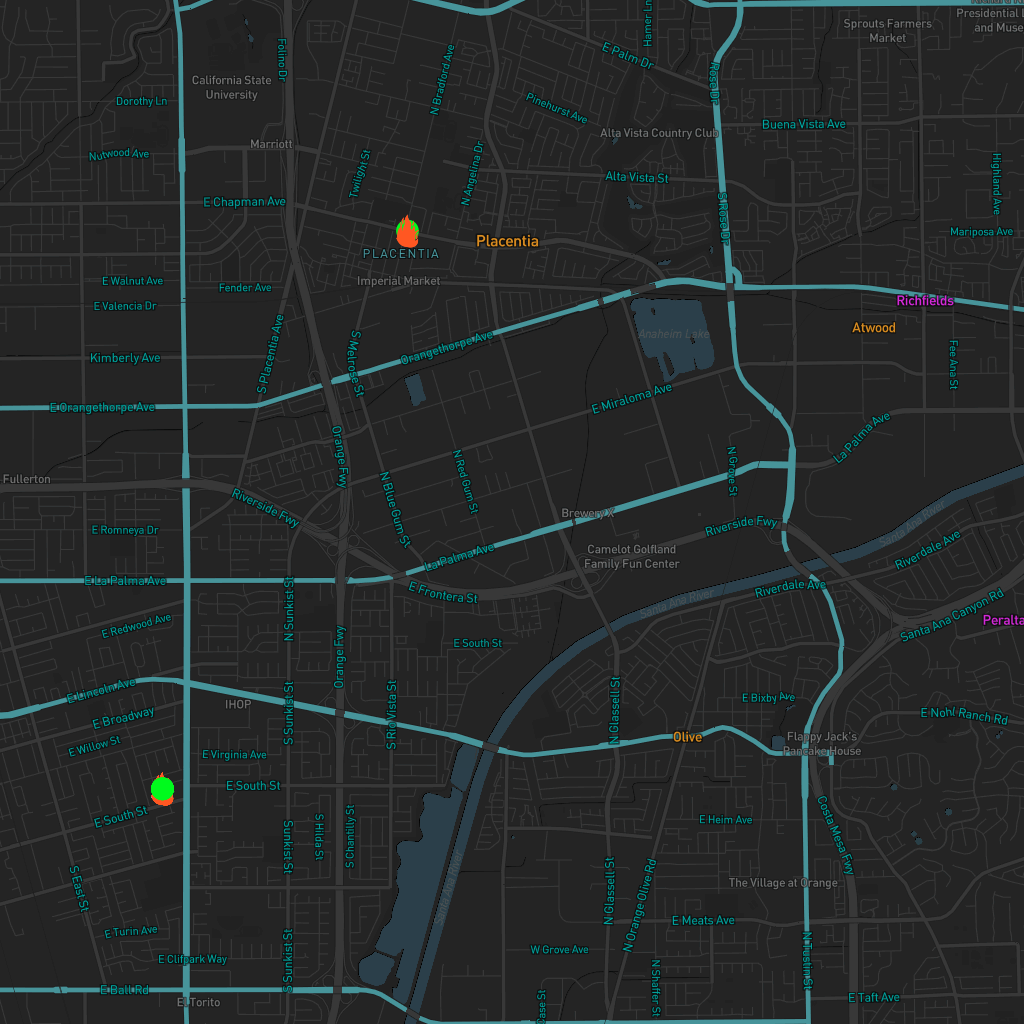 Presidential L
and Muse
Sprouts Farmers
Market
Hamer Ln
E Palm Dr
Folino Dr
N Bradford Ave
Rose Dr
California State
University
Dorothy Ln
Pinehurst Ave
Buena Vista Ave
Alta Vista Country Club
Marriott
Nutwood Ave
Twilight St
N Angelina Dr
Alta Vista St
Highland Ave
E Chapman Ave
S Rose Dr
Mariposa Ave
Placentia
PLACENTIA
E Walnut Ave
Fender Ave
Imperial Market
E Valencia Dr
Richfields
Atwood
Anaheim Lake
Kimberly Ave
S Placentia Ave
S Melrose St
Orangethorpe Ave
Fee Ana St
E Miraloma Ave
E Orangethorpe Ave
La Palma Ave
Fullerton
Orange Fwy
Riverside Fwy
N Blue Gum St
N Red Gum St
N Grove St
E Romneya Dr
Brewery X
Riverside Fwy
Santa Ana River
Riverdale Ave
La Palma Ave
Camelot Golfland
Family Fun Center
E La Palma Ave
E Frontera St
Riverdale Ave
Santa Ana River
N Sunkist St
Santa Ana Canyon Rd
Peralta
E Redwood Ave
Orange Fwy
E South St
E Lincoln Ave
E Broadway
IHOP
S Sunkist St
S Rio Vista St
N Glassell St
E Bixby Ave
E Nohl Ranch Rd
E Willow St
E Virginia Ave
Olive
Flappy Jack's
Pancake House
E South St
E South St
Sunkist St
S Hilda St
S Chantilly St
E Heim Ave
Costa Mesa Fwy
S East St
N Glassell St
N Orange Olive Rd
The Village at Orange
E Meats Ave
E Turin Ave
E Clifpark Way
S Sunkist St
W Grove Ave
N Shaffer St
N Tustin St
E Ball Rd
El Torito
Case St
E Taft Ave